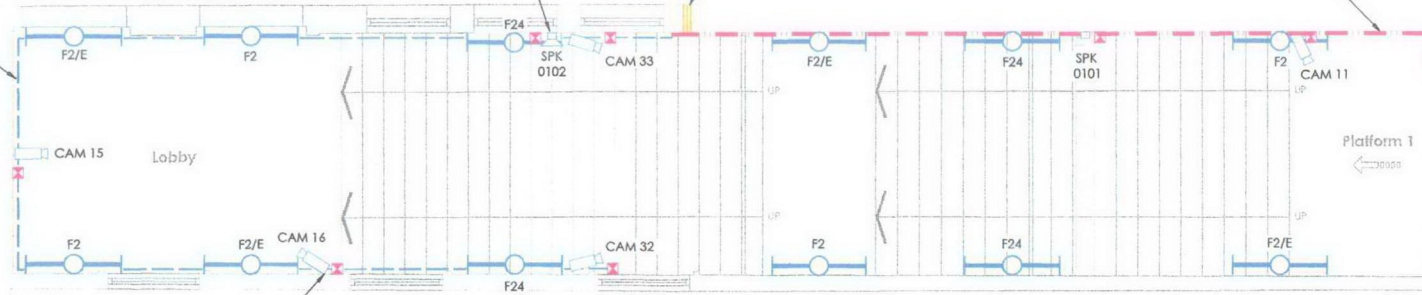 F24
F2/E
F2
SPK
0102
CAM 33
F2/E
F24
SPK
0101
F2
CAM 11
UP
UP
CAM 15
Lobby
Platform 1
UP
UP
F2
F2/E
CAM 16
CAM 32
F2
F24
F2/E
F24